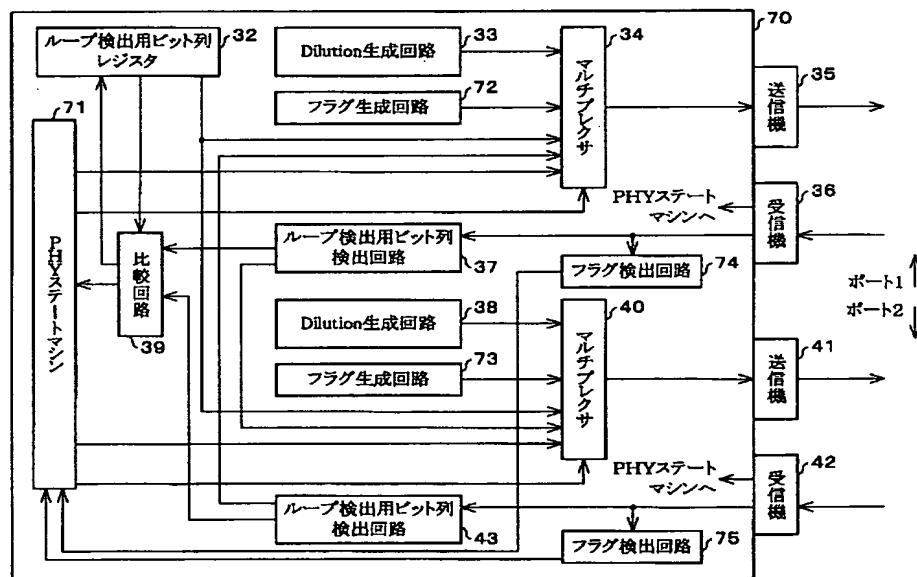 ループ検出用ビット列
レジスタ
32
Dilution生成回路
33
34
マルチプレクサ
70
35
送信機
71
フラグ生成回路
72
PHYステートマシン
PHYステート
マシンへ
36
受信機
比較回路
39
ループ検出用ビット列
検出回路
37
フラグ検出回路
74
ポート1
ポート2
Dilution生成回路
38
40
マルチプレクサ
41
送信機
フラグ生成回路
73
PHYステート
マシンへ
42
受信機
ループ検出用ビット列
検出回路
43
フラグ検出回路
75